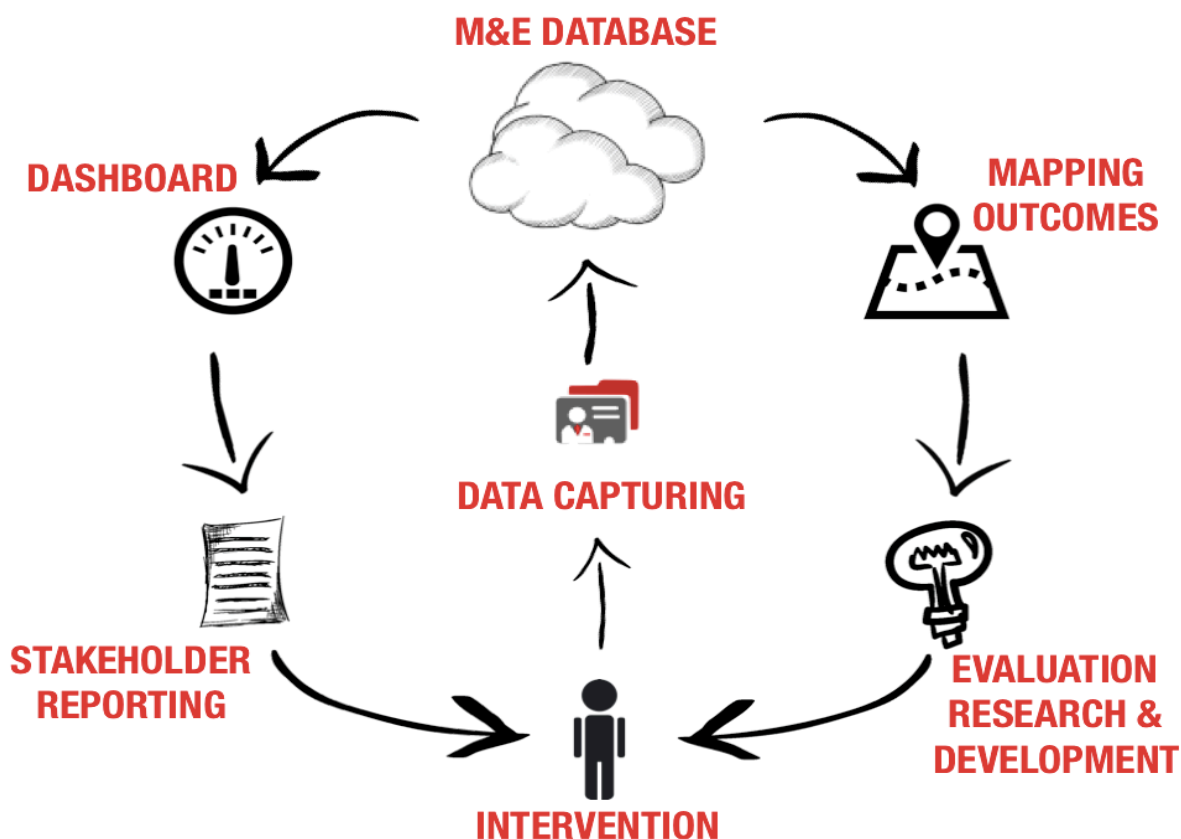 M&E DATABASE
DASHBOARD
MAPPING
OUTCOMES
DATA CAPTURING
STAKEHOLDER
REPORTING
EVALUATION
RESEARCH &
DEVELOPMENT
INTERVENTION